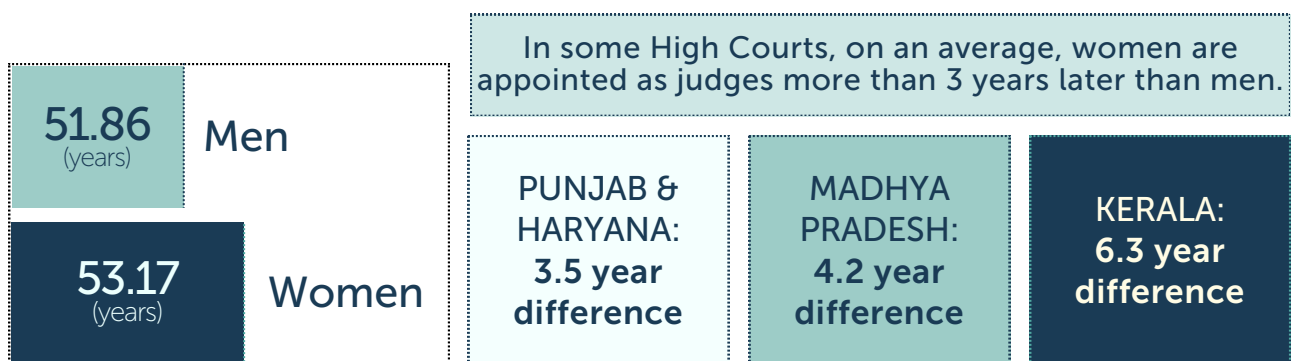 51.86
(years)
Men
53.17
(years)
Women
In some High Courts, on an average, women are
appointed as judges more than 3 years later than men.
PUNJAB &
HARYANA:
3.5 year
difference
MADHYA
PRADESH:
4.2 year
difference
KERALA:
6.3 year
difference